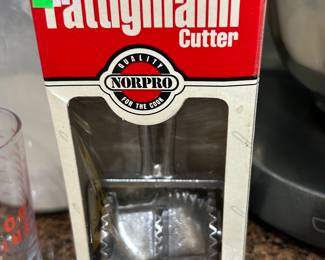 Fattigmann
Cutter
QUALITY
NORPRO
FOR THE COOK